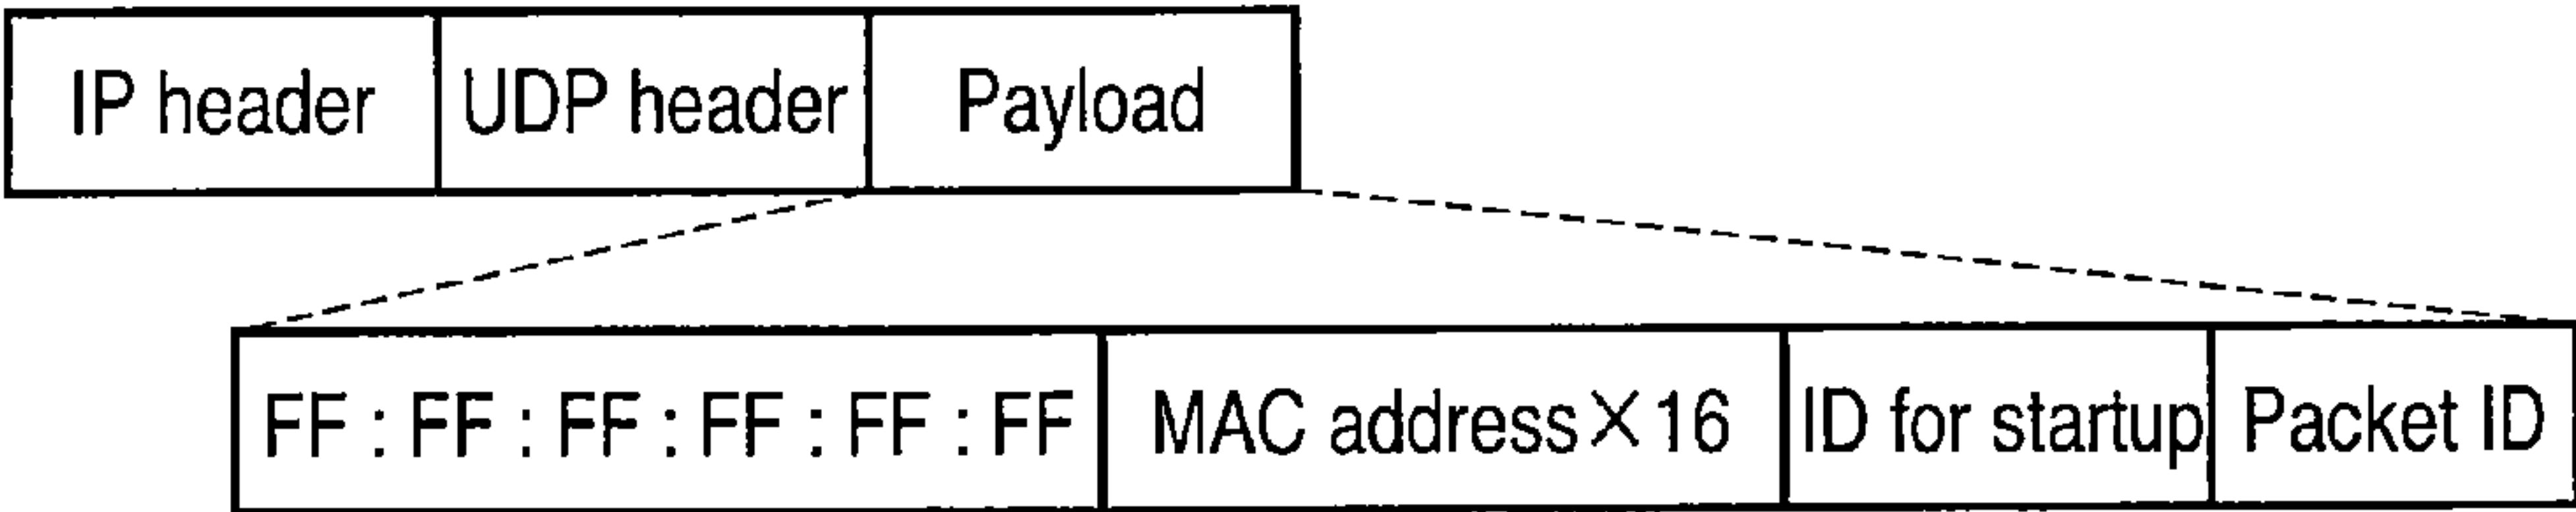 IP header UDP header Payload
FF : FF : FF : FF : FF : FF MAC address×16 ID for startup Packet ID